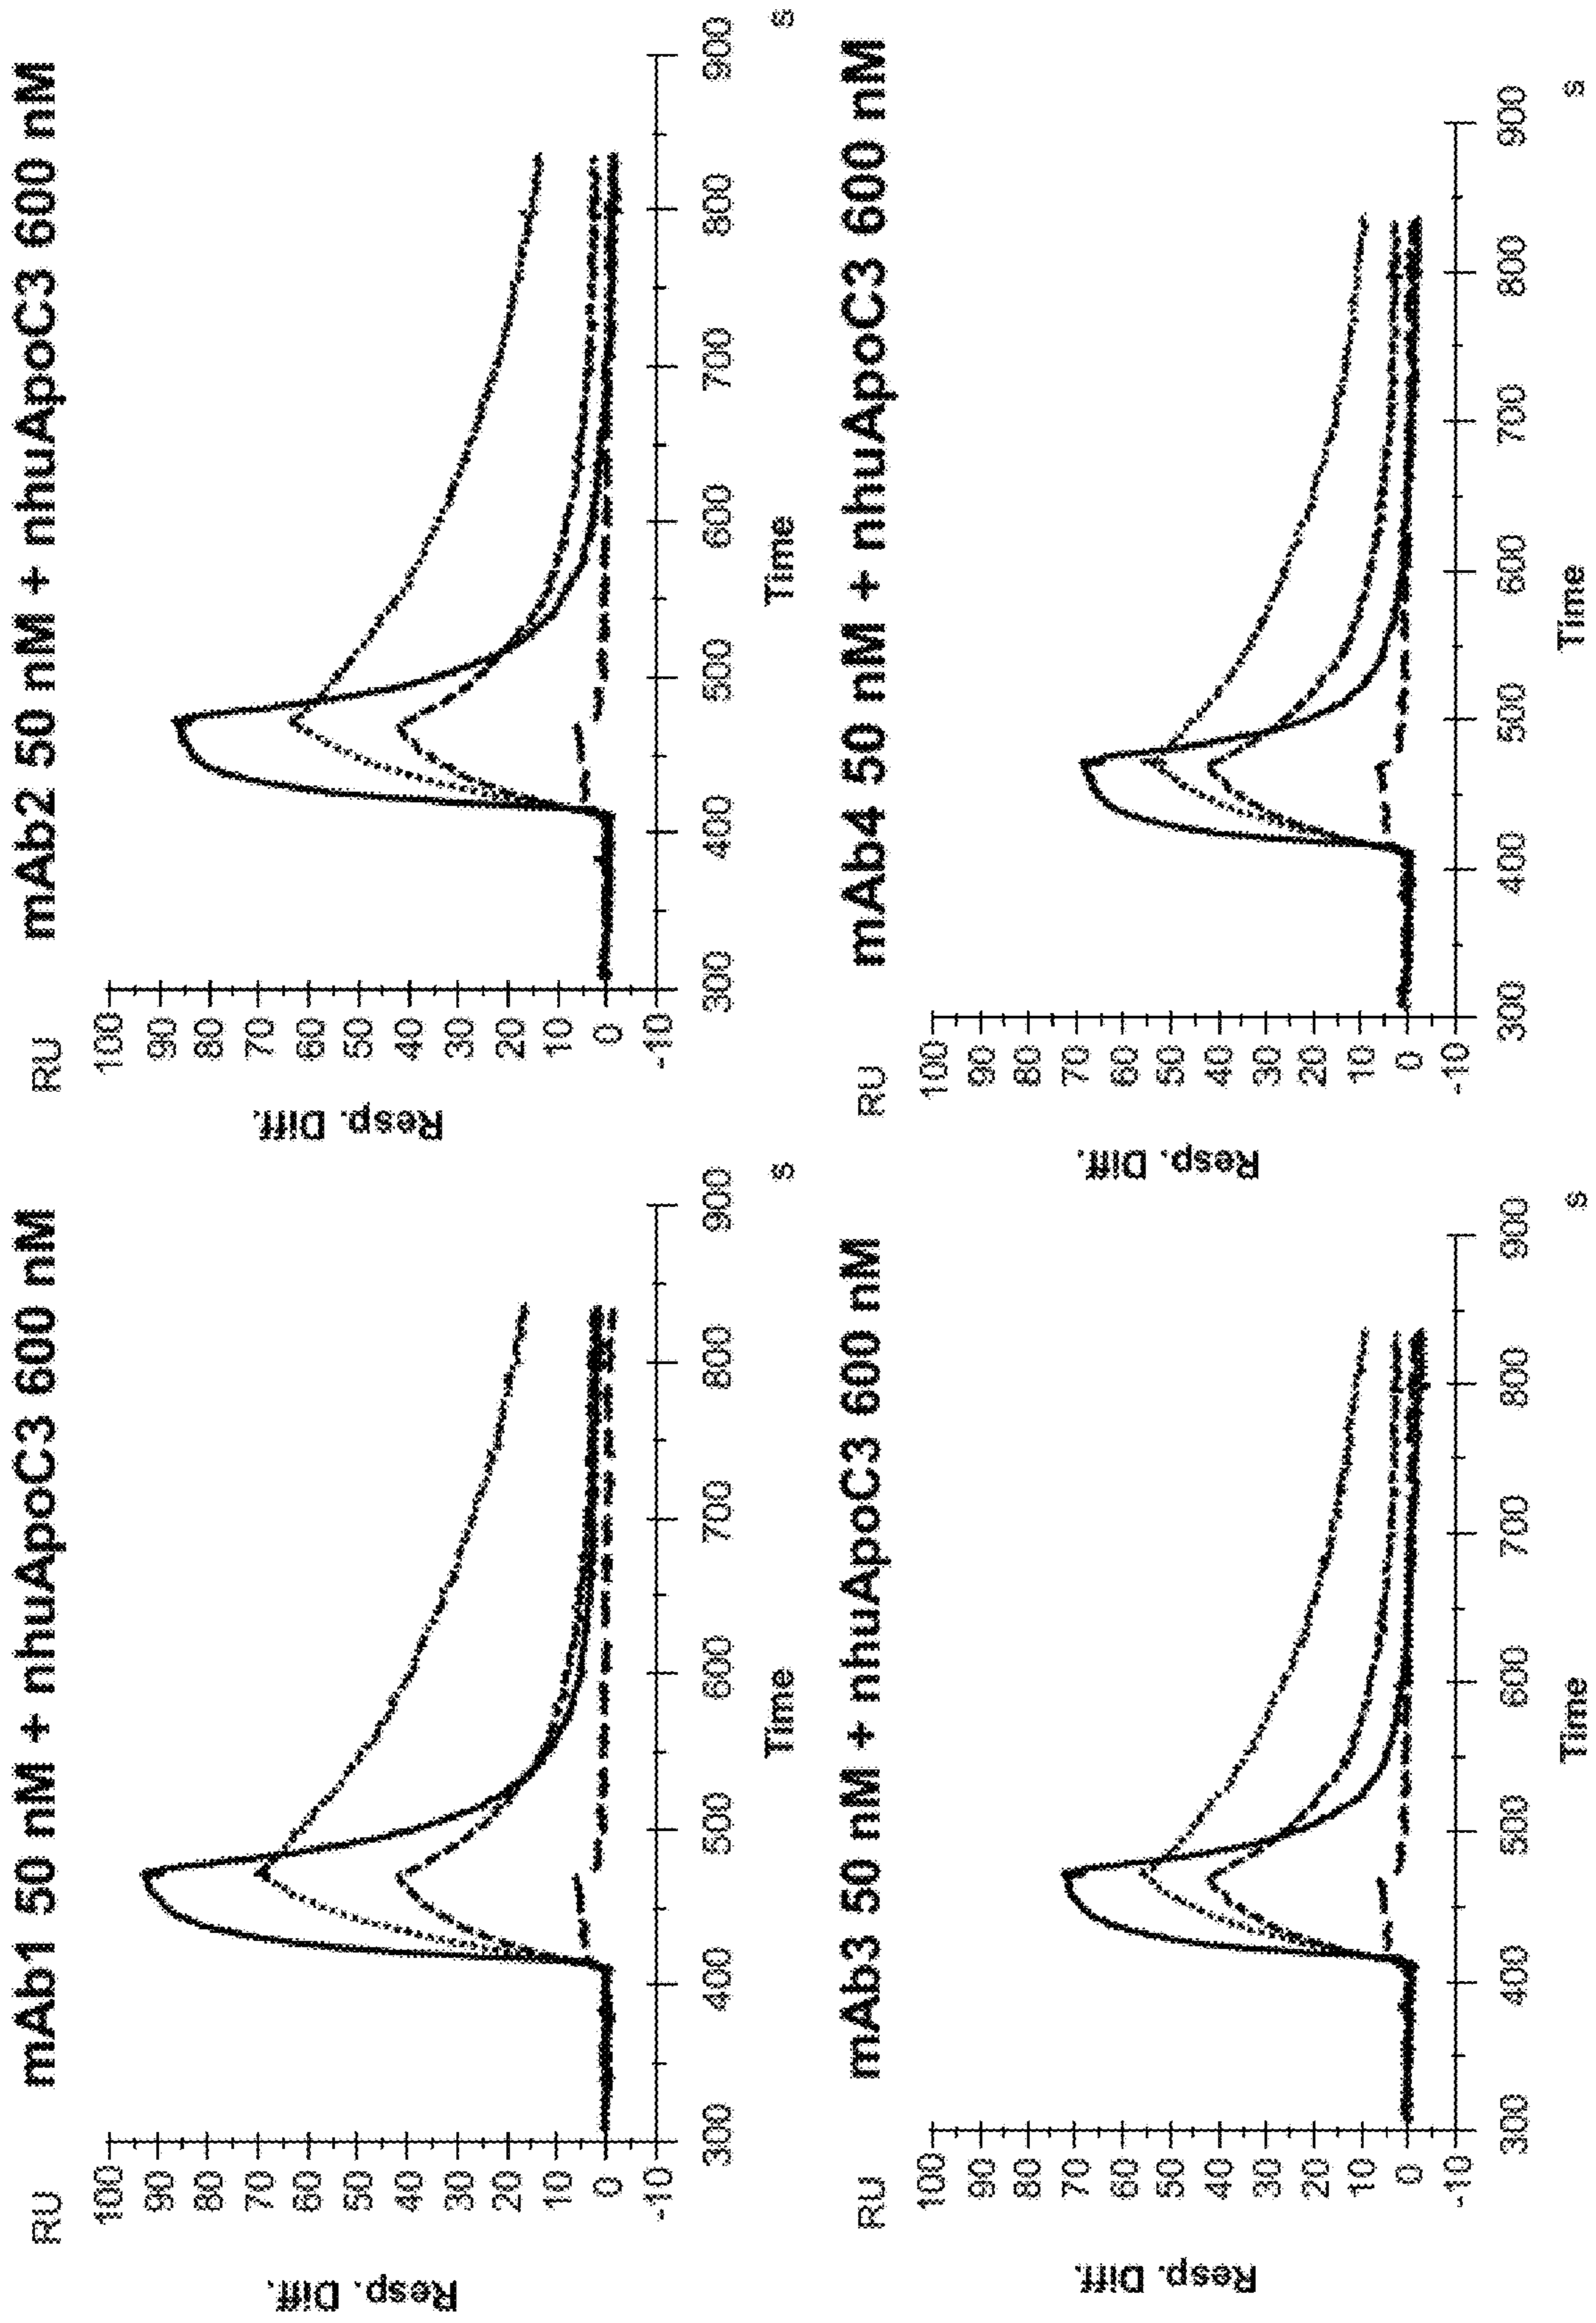 mAb1 50 nM + nhuApoC3 600 nM
RU
100
90
80
70
60
50
40
30
20
10
0
-10
Resp. Diff.
300 400 500 600 700 800 900
Time s
mAb2 50 nM + nhuApoC3 600 nM
RU
100
90
80
70
60
50
40
30
20
10
0
-10
Resp. Diff.
300 400 500 600 700 800 900
Time s
mAb3 50 nM + nhuApoC3 600 nM
RU
100
90
80
70
60
50
40
30
20
10
0
-10
Resp. Diff.
300 400 500 600 700 800 900
Time s
mAb4 50 nM + nhuApoC3 600 nM
RU
100
90
80
70
60
50
40
30
20
10
0
-10
Resp. Diff.
300 400 500 600 700 800 900
Time s